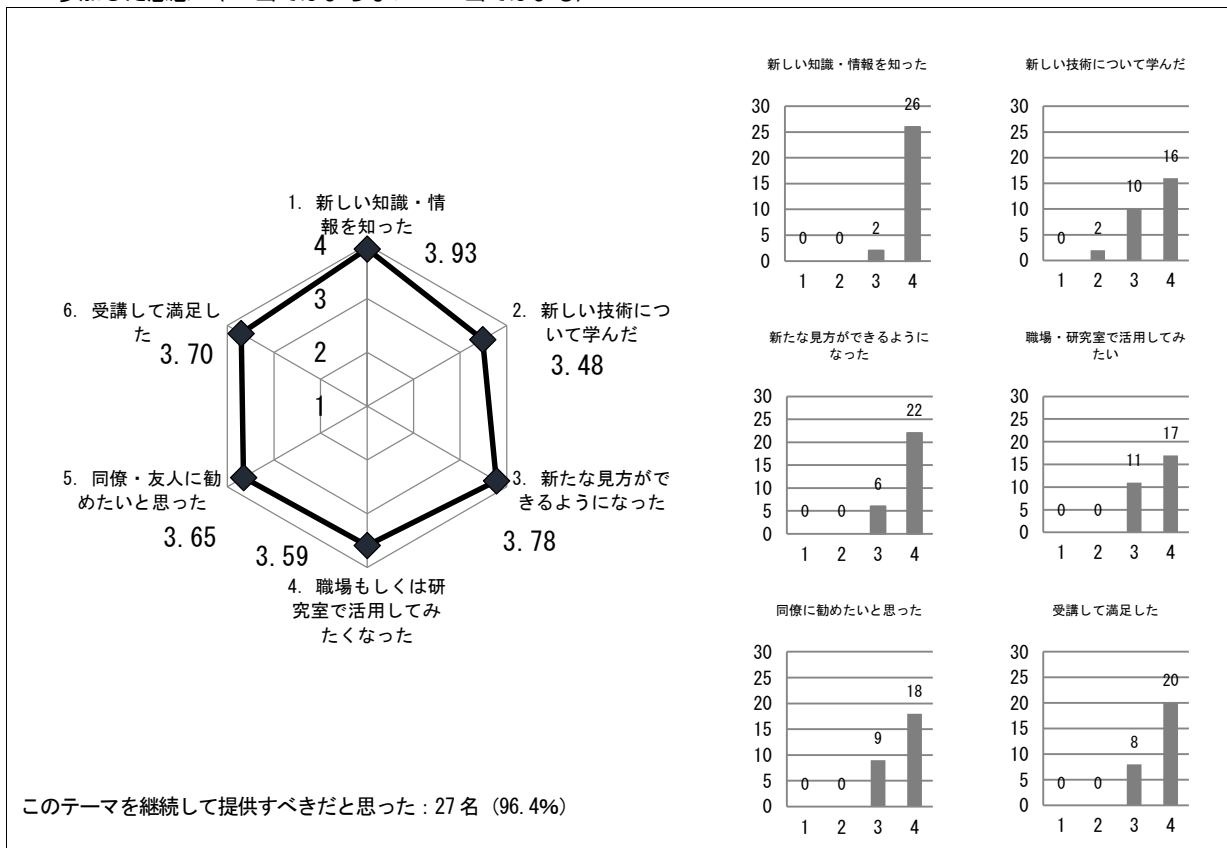 1. 新しい知識・情
報を知った
4
3.93
3
2
1
2. 新しい技術につ
いて学んだ
3.48
3. 新たな見方がで
きるようになった
3.78
4. 職場もしくは研
究室で活用してみ
たくなった
3.59
5. 同僚・友人に勧
めたいと思った
3.65
6. 受講して満足し
た
3.70
このテーマを継続して提供すべきだと思った：27名（96.4%）
新しい知識・情報を知った
30
25
20
15
10
5
0
0
0
2
26
1 2 3 4
新しい技術について学んだ
30
25
20
15
10
5
0
0
2
10
16
1 2 3 4
新たな見方ができるように
なった
30
25
20
15
10
5
0
0
0
6
22
1 2 3 4
職場・研究室で活用してみ
たい
30
25
20
15
10
5
0
0
0
11
17
1 2 3 4
同僚に勧めたいと思った
30
25
20
15
10
5
0
0
0
9
18
1 2 3 4
受講して満足した
30
25
20
15
10
5
0
0
0
8
20
1 2 3 4